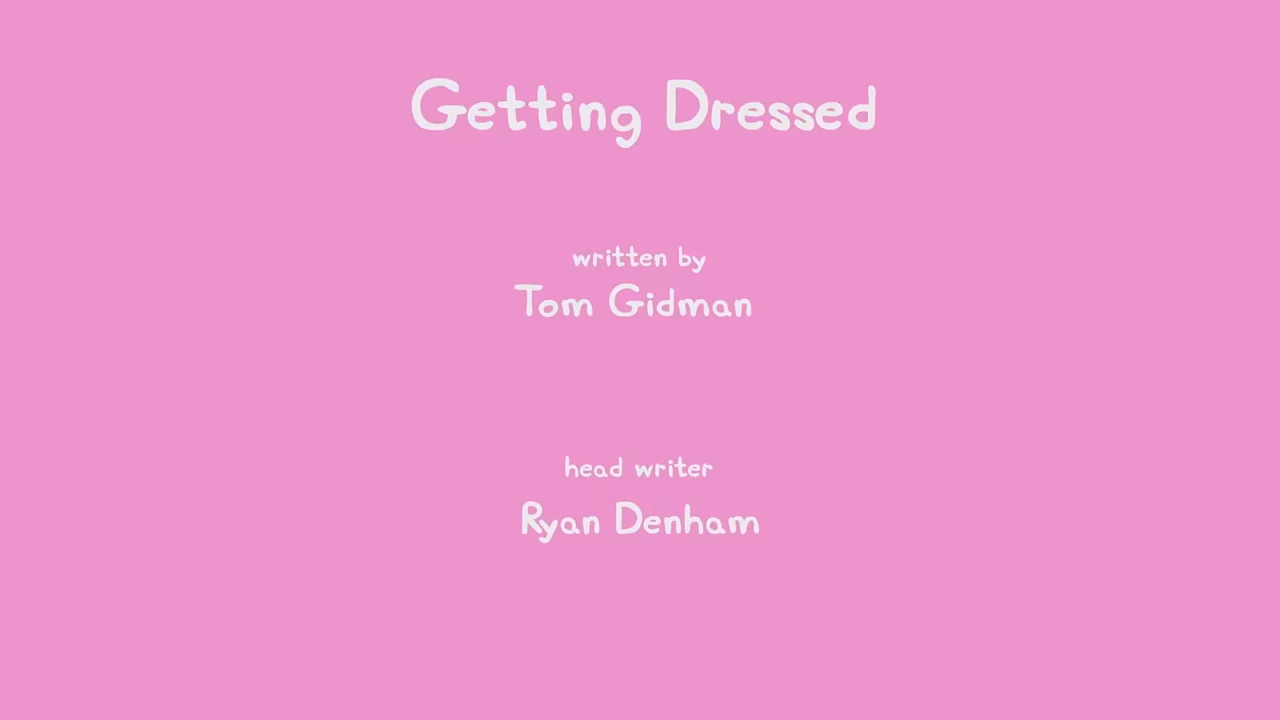 Getting Dressed
written by
Tom Gidman
head writer
Ryan Denham